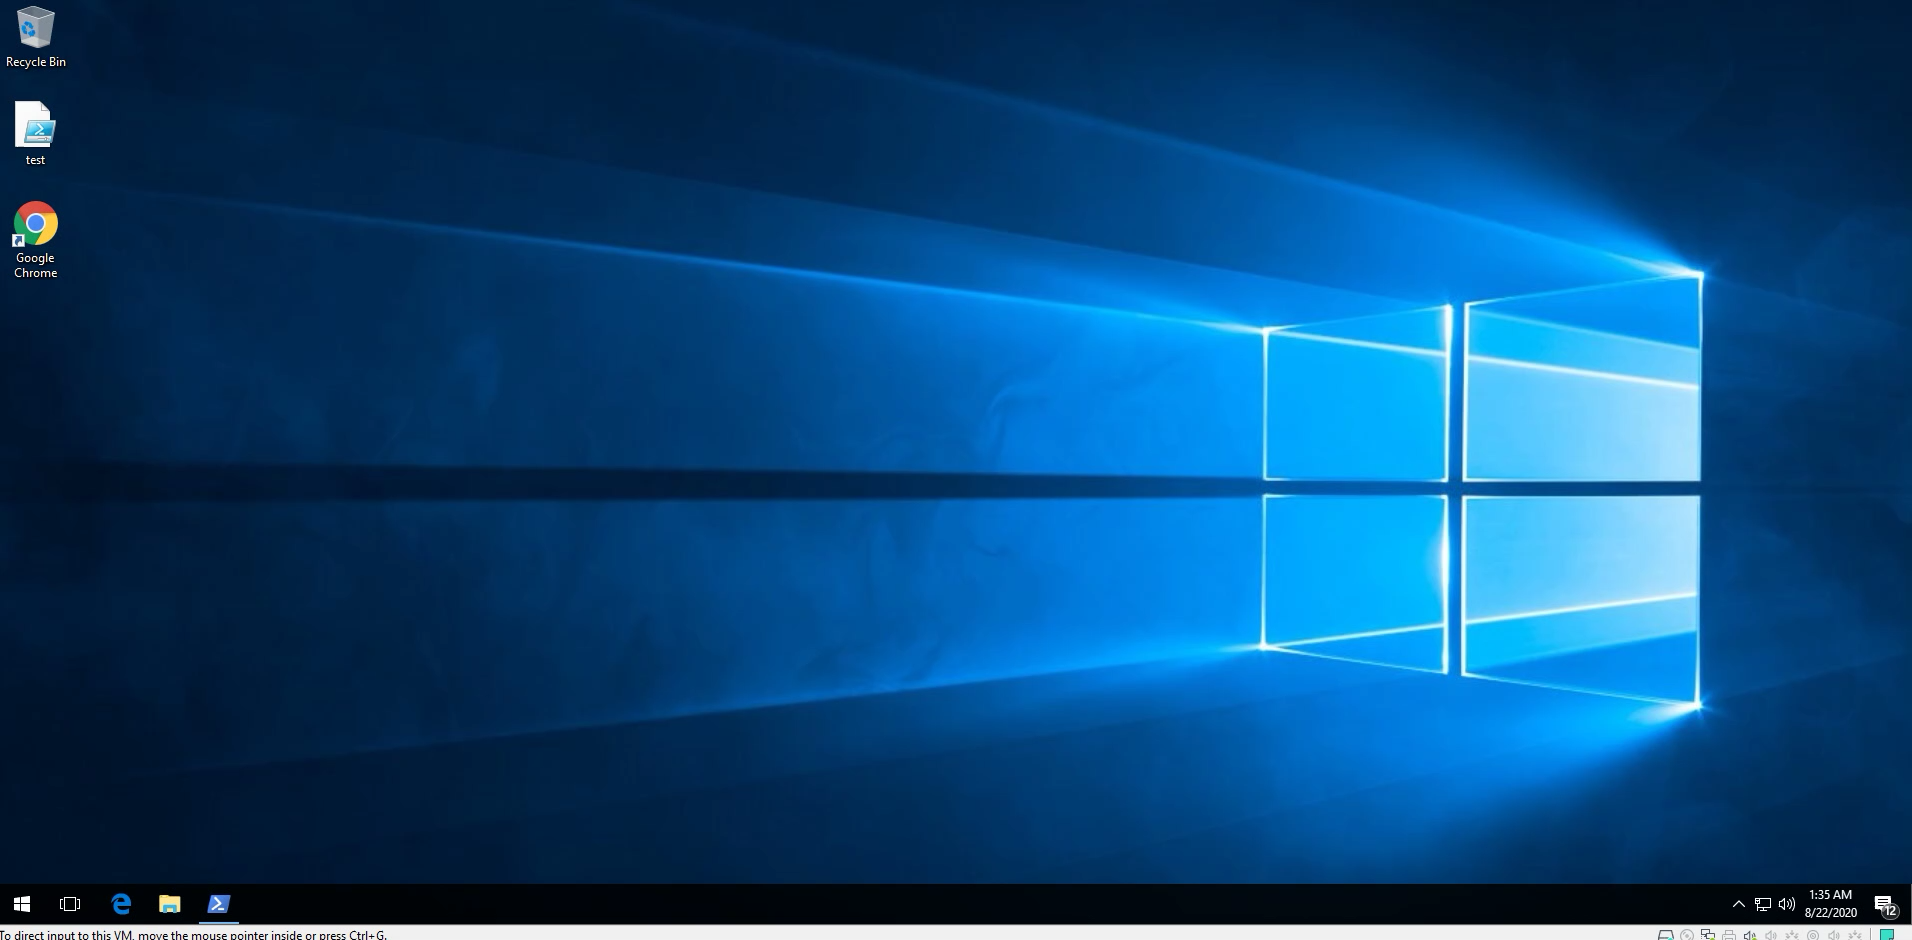 Recycle Bin
test
Google
Chrome
1:35 AM
8/22/2020
12
To direct input to this VM, move the mouse pointer inside or press Ctrl+G.